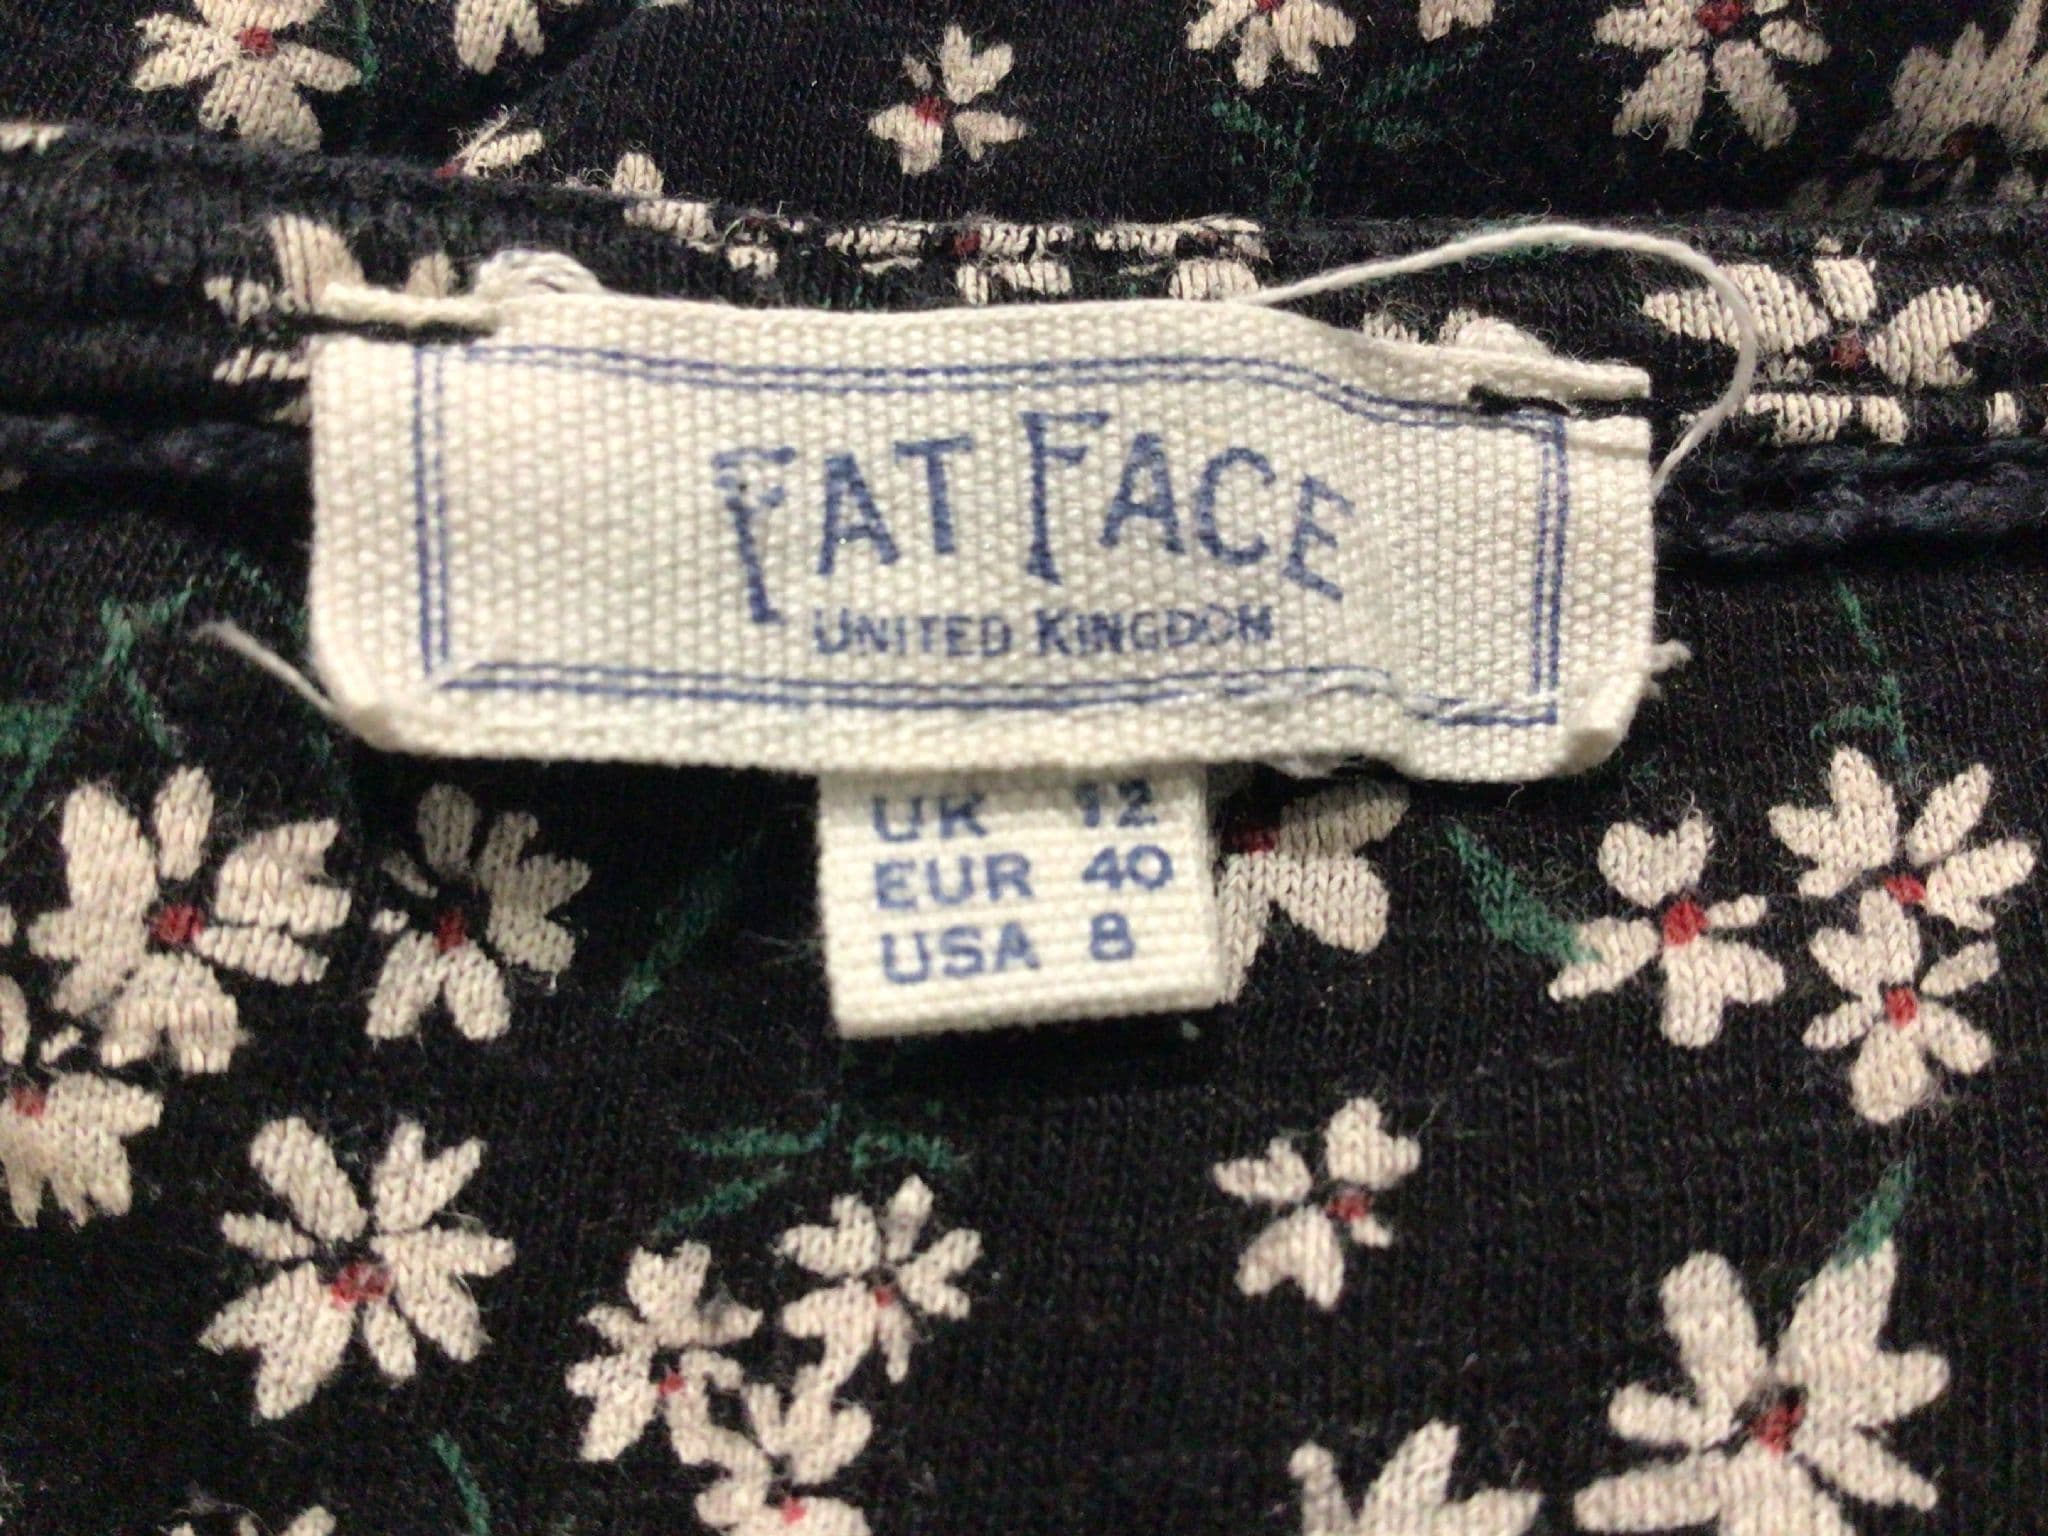 FAT FACE
UNITED KINGDOM
UK 12
EUR 40
USA 8